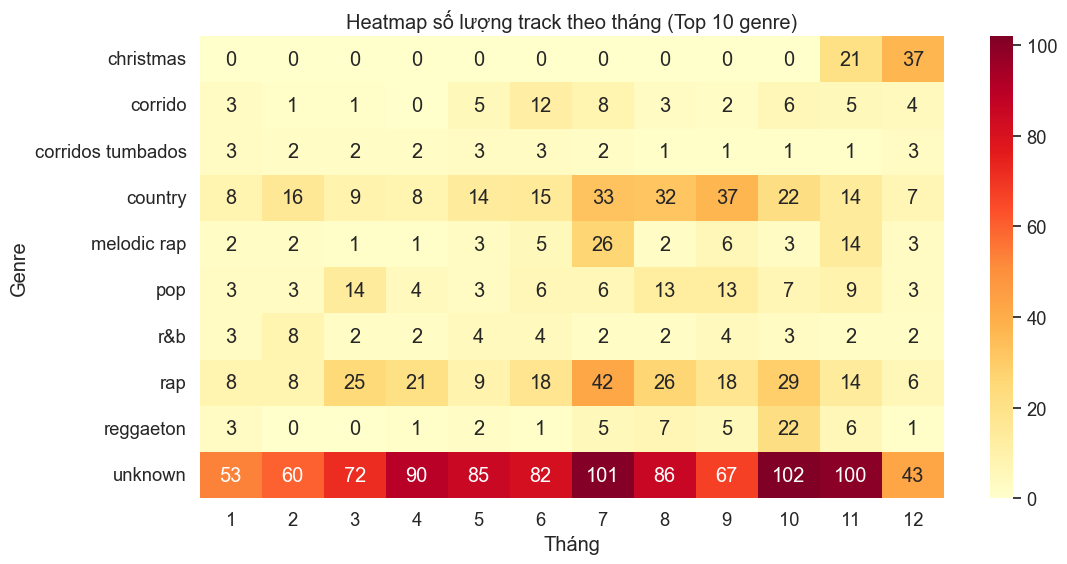 Heatmap số lượng track theo tháng (Top 10 genre)
Genre
christmas 0 0 0 0 0 0 0 0 0 0 21 37
corrido 3 1 1 0 5 12 8 3 2 6 5 4
corridos tumbados 3 2 2 2 3 3 2 1 1 1 1 3
country 8 16 9 8 14 15 33 32 37 22 14 7
melodic rap 2 2 1 1 3 5 26 2 6 3 14 3
pop 3 3 14 4 3 6 6 13 13 7 9 3
r&b 3 8 2 2 4 4 2 2 4 3 2 2
rap 8 8 25 21 9 18 42 26 18 29 14 6
reggaeton 3 0 0 1 2 1 5 7 5 22 6 1
unknown 53 60 72 90 85 82 101 86 67 102 100 43
1 2 3 4 5 6 7 8 9 10 11 12
Tháng
100
80
60
40
20
0